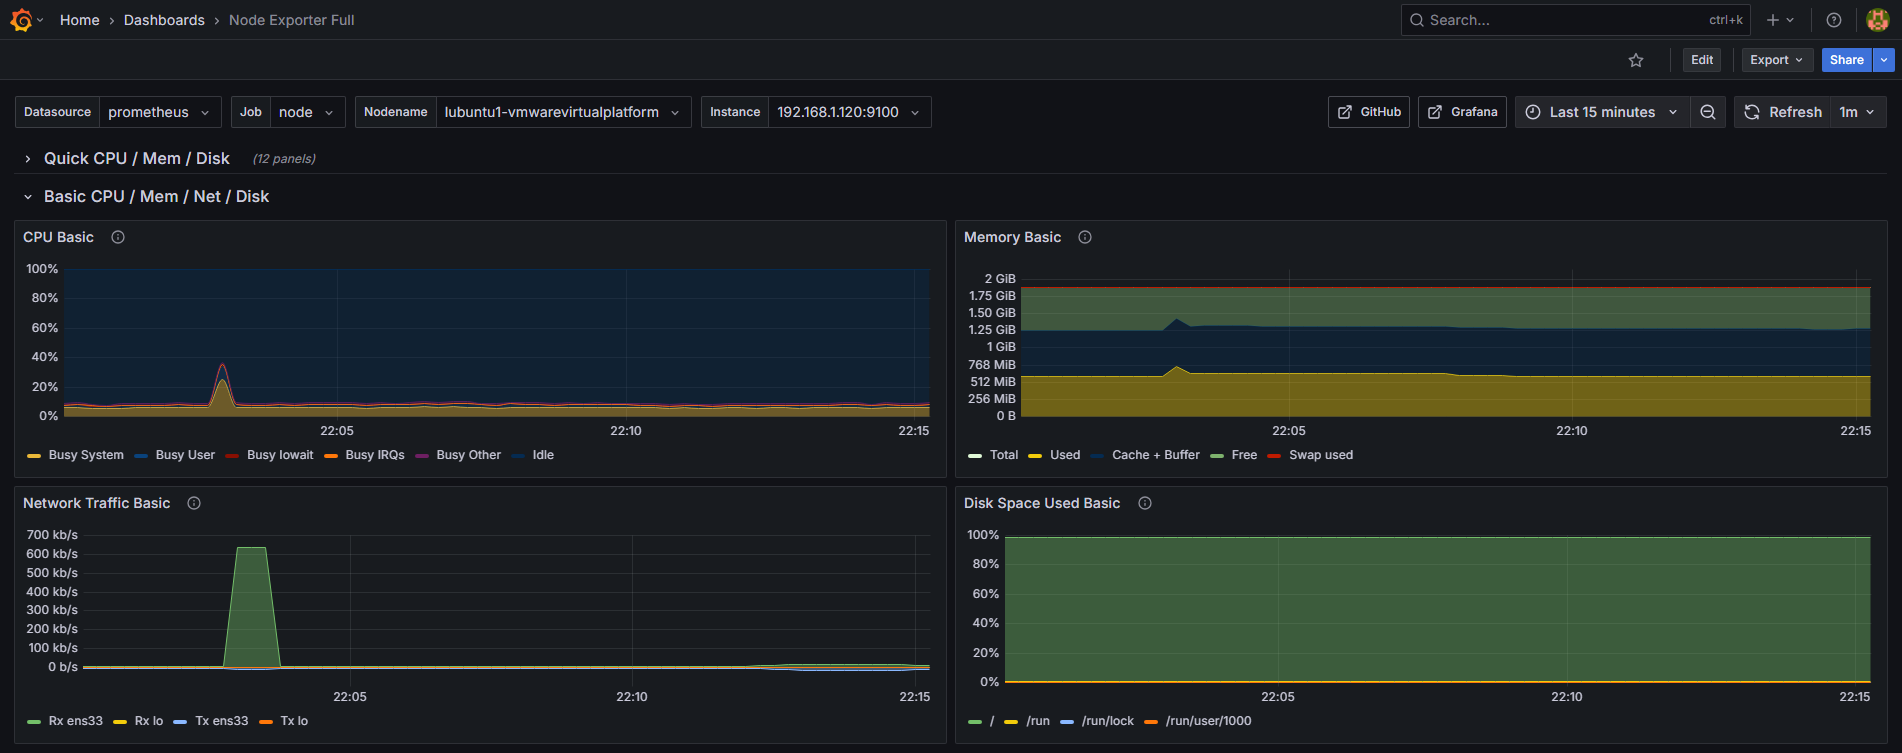 Home › Dashboards › Node Exporter Full
Search... ctrl+k
Edit Export Share
Datasource prometheus Job node Nodename lubuntu1-vmwarevirtualplatform Instance 192.168.1.120:9100 GitHub Grafana Last 15 minutes Refresh 1m
Quick CPU / Mem / Disk (12 panels)
Basic CPU / Mem / Net / Disk
CPU Basic
100%
80%
60%
40%
20%
0%
22:05 22:10 22:15
Busy System Busy User Busy Iowait Busy IRQs Busy Other Idle
Memory Basic
2 GiB
1.75 GiB
1.50 GiB
1.25 GiB
1 GiB
768 MiB
512 MiB
256 MiB
0 B
22:05 22:10 22:15
Total Used Cache + Buffer Free Swap used
Network Traffic Basic
700 kb/s
600 kb/s
500 kb/s
400 kb/s
300 kb/s
200 kb/s
100 kb/s
0 b/s
22:05 22:10 22:15
Rx ens33 Rx lo Tx ens33 Tx lo
Disk Space Used Basic
100%
80%
60%
40%
20%
0%
22:05 22:10 22:15
/ /run /run/lock /run/user/1000